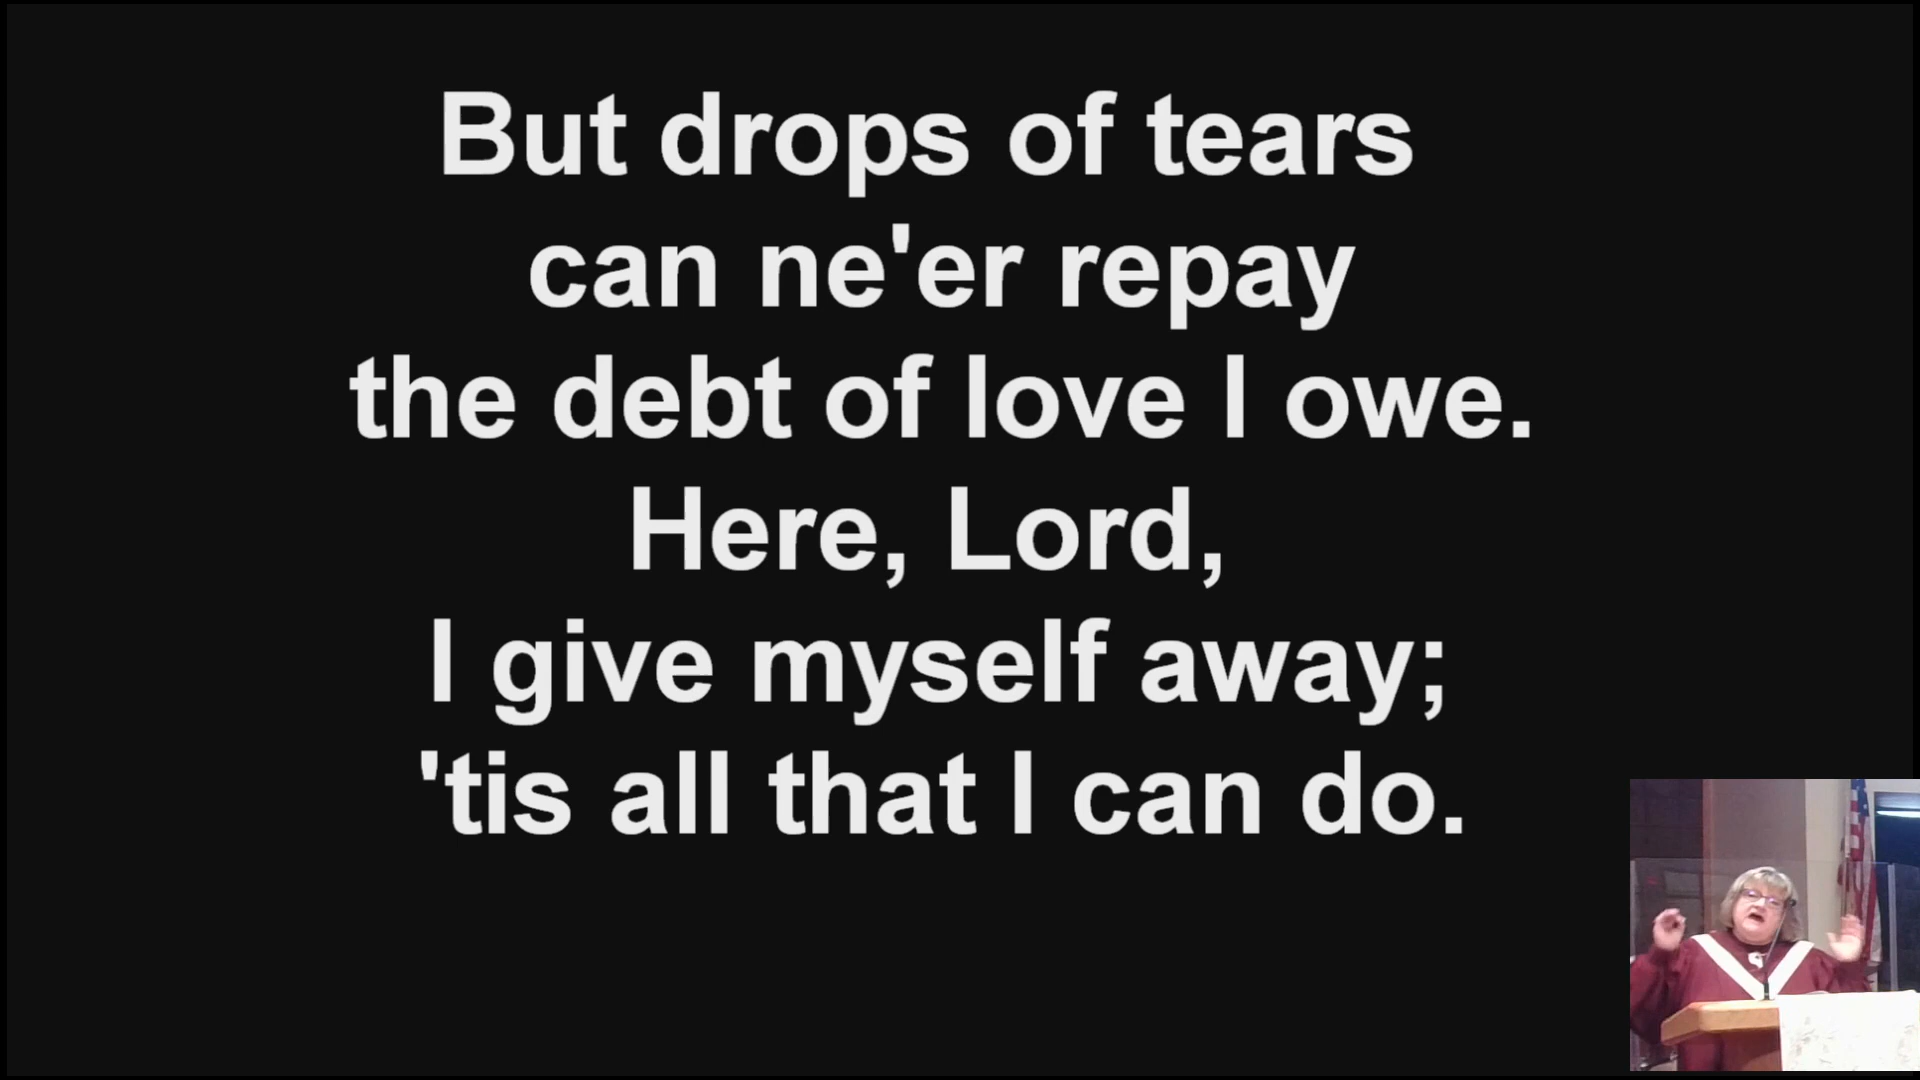 But drops of tears
can ne'er repay
the debt of love I owe.
Here, Lord,
I give myself away;
'tis all that I can do.